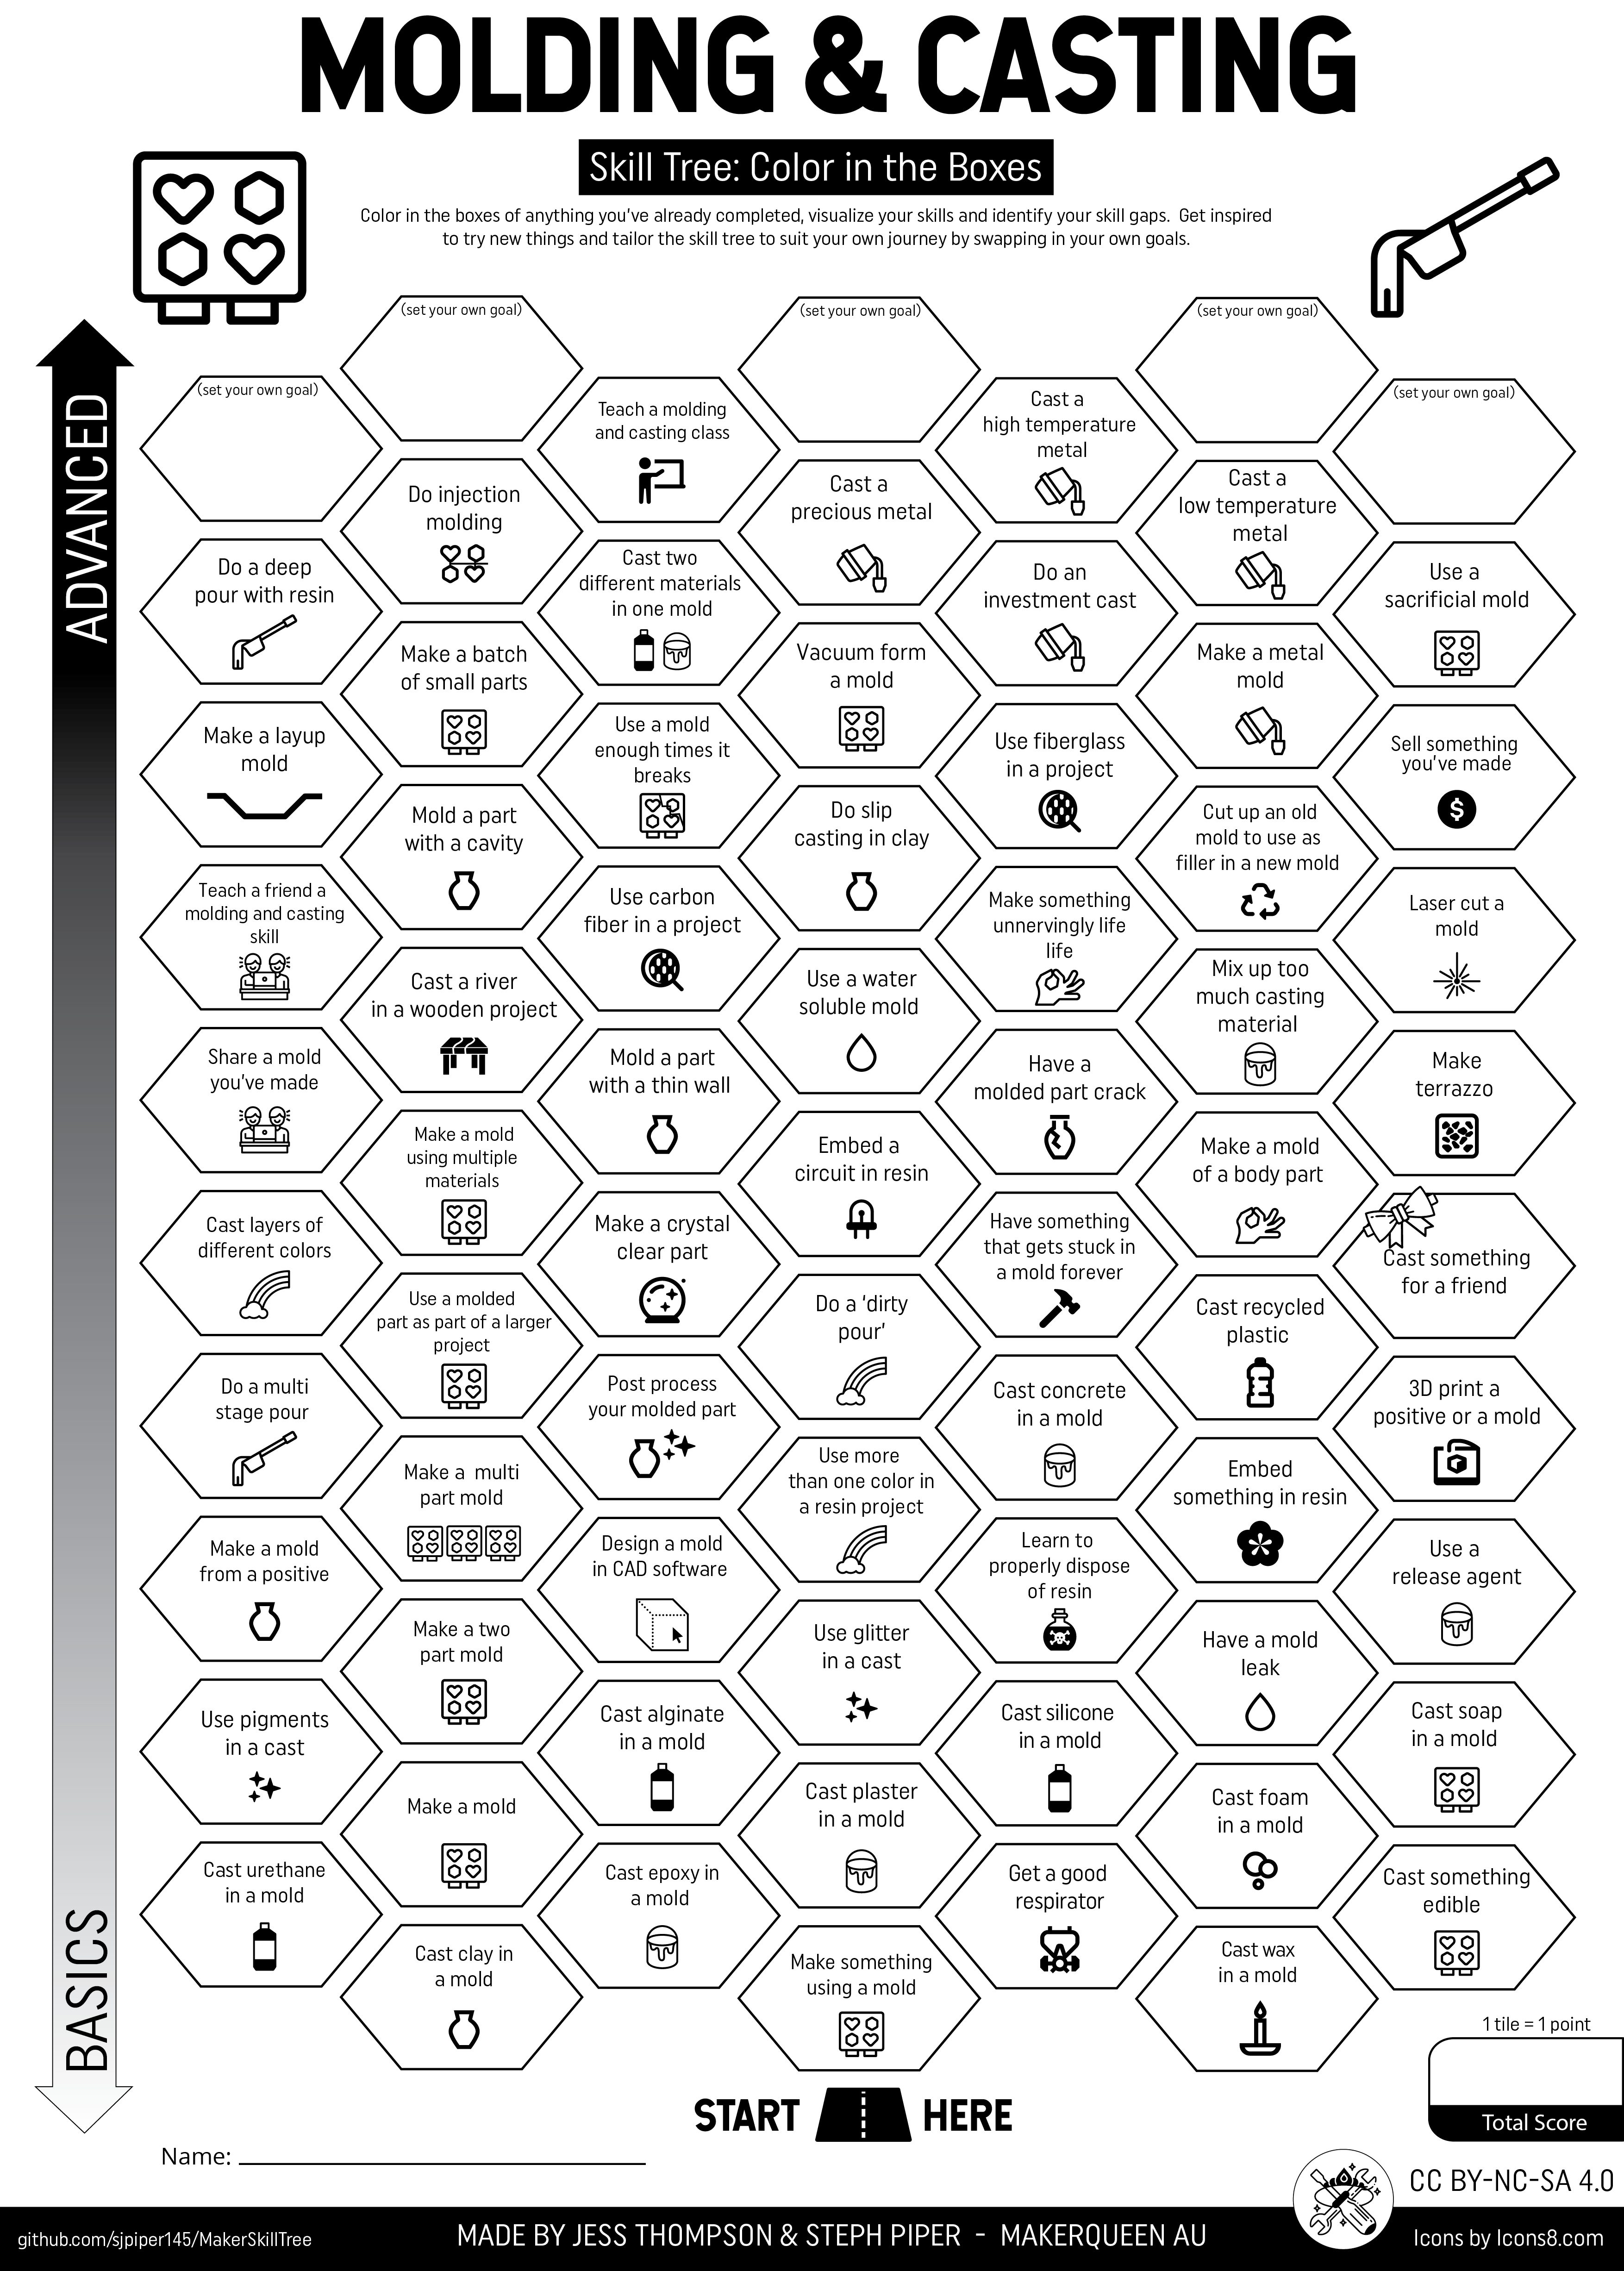 MOLDING & CASTING
Skill Tree: Color in the Boxes
Color in the boxes of anything you've already completed, visualize your skills and identify your skill gaps.  Get inspired
to try new things and tailor the skill tree to suit your own journey by swapping in your own goals.
ADVANCED
BASICS
(set your own goal)
(set your own goal)
(set your own goal)
(set your own goal)
(set your own goal)
Teach a molding
and casting class
Cast a
high temperature
metal
Do injection
molding
Cast a
precious metal
Cast a
low temperature
metal
Do a deep
pour with resin
Cast two
different materials
in one mold
Do an
investment cast
Use a
sacrificial mold
Make a batch
of small parts
Vacuum form
a mold
Make a metal
mold
Make a layup
mold
Use a mold
enough times it
breaks
Use fiberglass
in a project
Sell something
you've made
Mold a part
with a cavity
Do slip
casting in clay
Cut up an old
mold to use as
filler in a new mold
Teach a friend a
molding and casting
skill
Use carbon
fiber in a project
Make something
unnervingly life
life
Laser cut a
mold
Cast a river
in a wooden project
Use a water
soluble mold
Mix up too
much casting
material
Share a mold
you've made
Mold a part
with a thin wall
Have a
molded part crack
Make
terrazzo
Make a mold
using multiple
materials
Embed a
circuit in resin
Make a mold
of a body part
Cast layers of
different colors
Make a crystal
clear part
Have something
that gets stuck in
a mold forever
Cast something
for a friend
Use a molded
part as part of a larger
project
Do a 'dirty
pour'
Cast recycled
plastic
Do a multi
stage pour
Post process
your molded part
Cast concrete
in a mold
3D print a
positive or a mold
Make a  multi
part mold
Use more
than one color in
a resin project
Embed
something in resin
Make a mold
from a positive
Design a mold
in CAD software
Learn to
properly dispose
of resin
Use a
release agent
Make a two
part mold
Use glitter
in a cast
Have a mold
leak
Use pigments
in a cast
Cast alginate
in a mold
Cast silicone
in a mold
Cast soap
in a mold
Make a mold
Cast plaster
in a mold
Cast foam
in a mold
Cast urethane
in a mold
Cast epoxy in
a mold
Get a good
respirator
Cast something
edible
Cast clay in
a mold
Make something
using a mold
Cast wax
in a mold
1 tile = 1 point
Total Score
START HERE
Name:
CC BY-NC-SA 4.0
github.com/sjpiper145/MakerSkillTree
MADE BY JESS THOMPSON & STEPH PIPER  -  MAKERQUEEN AU
Icons by Icons8.com